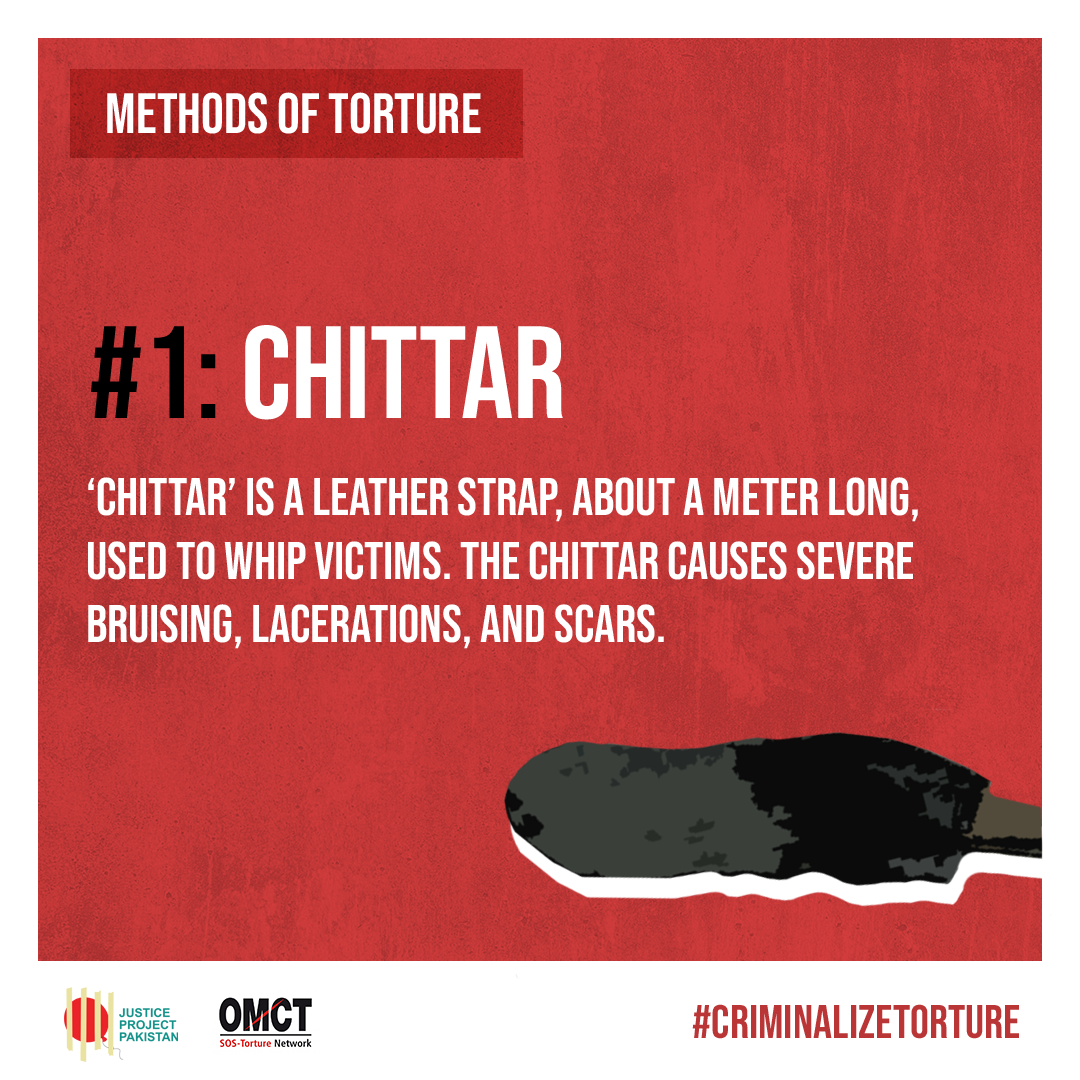 METHODS OF TORTURE
#1: CHITTAR
‘CHITTAR’ IS A LEATHER STRAP, ABOUT A METER LONG,
USED TO WHIP VICTIMS. THE CHITTAR CAUSES SEVERE
BRUISING, LACERATIONS, AND SCARS.
JUSTICE
PROJECT
PAKISTAN
OMCT
SOS-Torture Network
#CRIMINALIZETORTURE